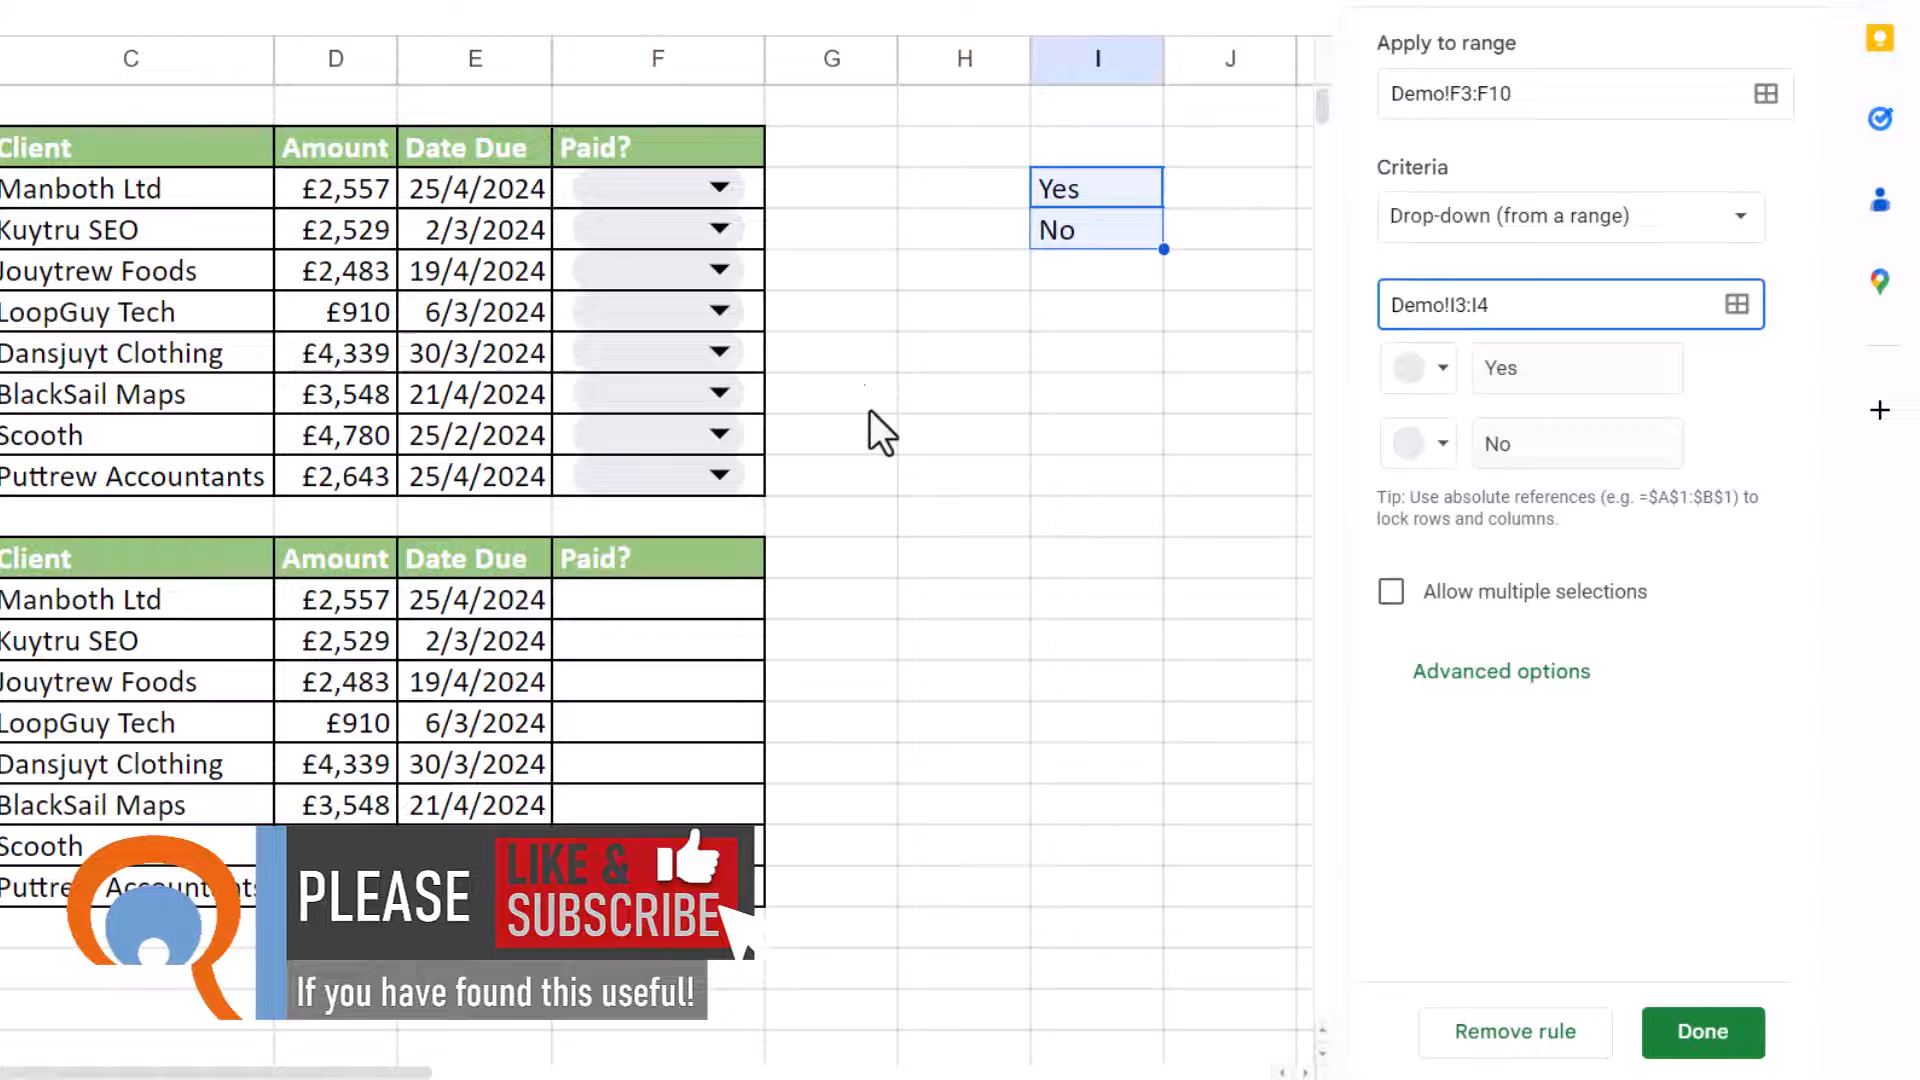 C D E F G H I J
Client Amount Date Due Paid?
Manboth Ltd £2,557 25/4/2024
Kuytru SEO £2,529 2/3/2024
Jouytrew Foods £2,483 19/4/2024
LoopGuy Tech £910 6/3/2024
Dansjuyt Clothing £4,339 30/3/2024
BlackSail Maps £3,548 21/4/2024
Scooth £4,780 25/2/2024
Puttrew Accountants £2,643 25/4/2024
Yes
No
Client Amount Date Due Paid?
Manboth Ltd £2,557 25/4/2024
Kuytru SEO £2,529 2/3/2024
Jouytrew Foods £2,483 19/4/2024
LoopGuy Tech £910 6/3/2024
Dansjuyt Clothing £4,339 30/3/2024
BlackSail Maps £3,548 21/4/2024
Scooth
PLEASE
LIKE &
SUBSCRIBE
If you have found this useful!
Apply to range
Demo!F3:F10
Criteria
Drop-down (from a range)
Demo!I3:I4
Yes
No
Tip: Use absolute references (e.g. =$A$1:$B$1) to
lock rows and columns.
Allow multiple selections
Advanced options
Remove rule Done